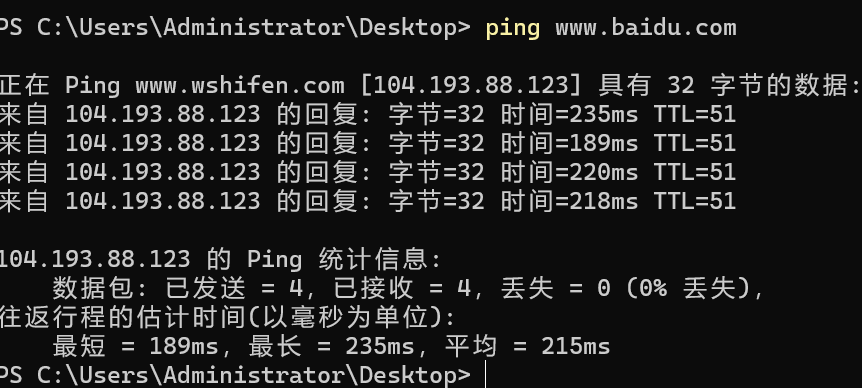 PS C:\Users\Administrator\Desktop> ping www.baidu.com
正在 Ping www.wshifen.com [104.193.88.123] 具有 32 字节的数据:
来自 104.193.88.123 的回复: 字节=32 时间=235ms TTL=51
来自 104.193.88.123 的回复: 字节=32 时间=189ms TTL=51
来自 104.193.88.123 的回复: 字节=32 时间=220ms TTL=51
来自 104.193.88.123 的回复: 字节=32 时间=218ms TTL=51
104.193.88.123 的 Ping 统计信息:
数据包: 已发送 = 4, 已接收 = 4, 丢失 = 0 (0% 丢失),
往返行程的估计时间(以毫秒为单位):
最短 = 189ms, 最长 = 235ms, 平均 = 215ms
PS C:\Users\Administrator\Desktop>